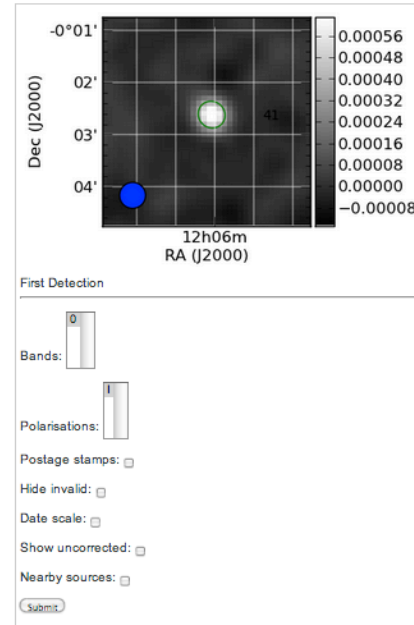 -0°01'
02'
03'
04'
Dec (J2000)
41
12h06m
RA (J2000)
0.00056
0.00048
0.00040
0.00032
0.00024
0.00016
0.00008
0.00000
−0.00008
First Detection
Bands: 0
Polarisations: I
Postage stamps:
Hide invalid:
Date scale:
Show uncorrected:
Nearby sources:
Submit